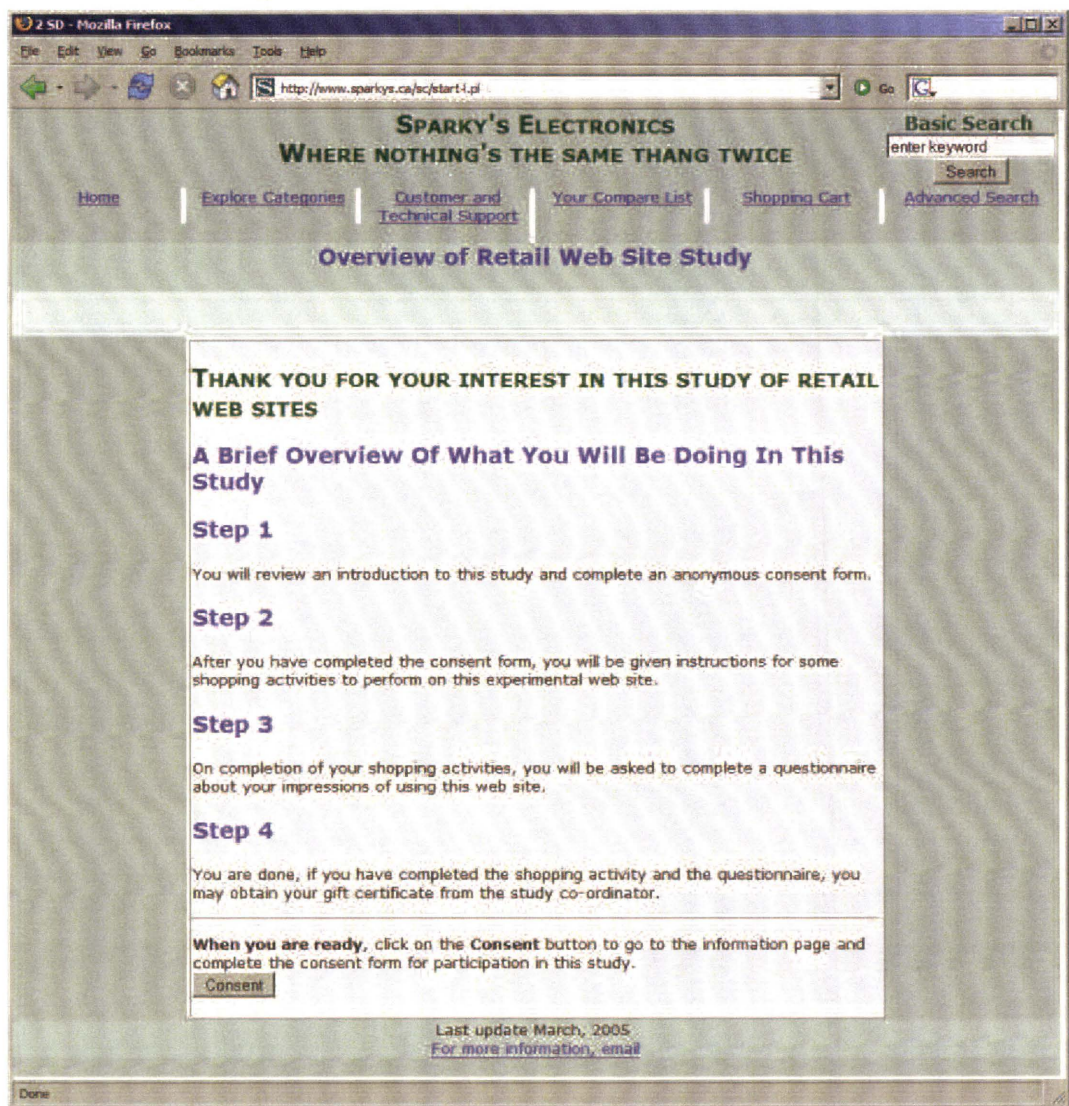 2 SD - Mozilla Firefox
File Edit View Go Bookmarks Tools Help
http://www.sparkys.ca/sc/start-i.pl
Go
G
SPARKY'S ELECTRONICS
WHERE NOTHING'S THE SAME THANG TWICE
Basic Search
enter keyword
Search
Home
Explore Categories
Customer and
Technical Support
Your Compare List
Shopping Cart
Advanced Search
Overview of Retail Web Site Study
THANK YOU FOR YOUR INTEREST IN THIS STUDY OF RETAIL
WEB SITES
A Brief Overview Of What You Will Be Doing In This
Study
Step 1
You will review an introduction to this study and complete an anonymous consent form.
Step 2
After you have completed the consent form, you will be given instructions for some
shopping activities to perform on this experimental web site.
Step 3
On completion of your shopping activities, you will be asked to complete a questionnaire
about your impressions of using this web site.
Step 4
You are done, if you have completed the shopping activity and the questionnaire, you
may obtain your gift certificate from the study co-ordinator.
When you are ready, click on the Consent button to go to the information page and
complete the consent form for participation in this study.
Consent
Last update March, 2005
For more information, email
Done